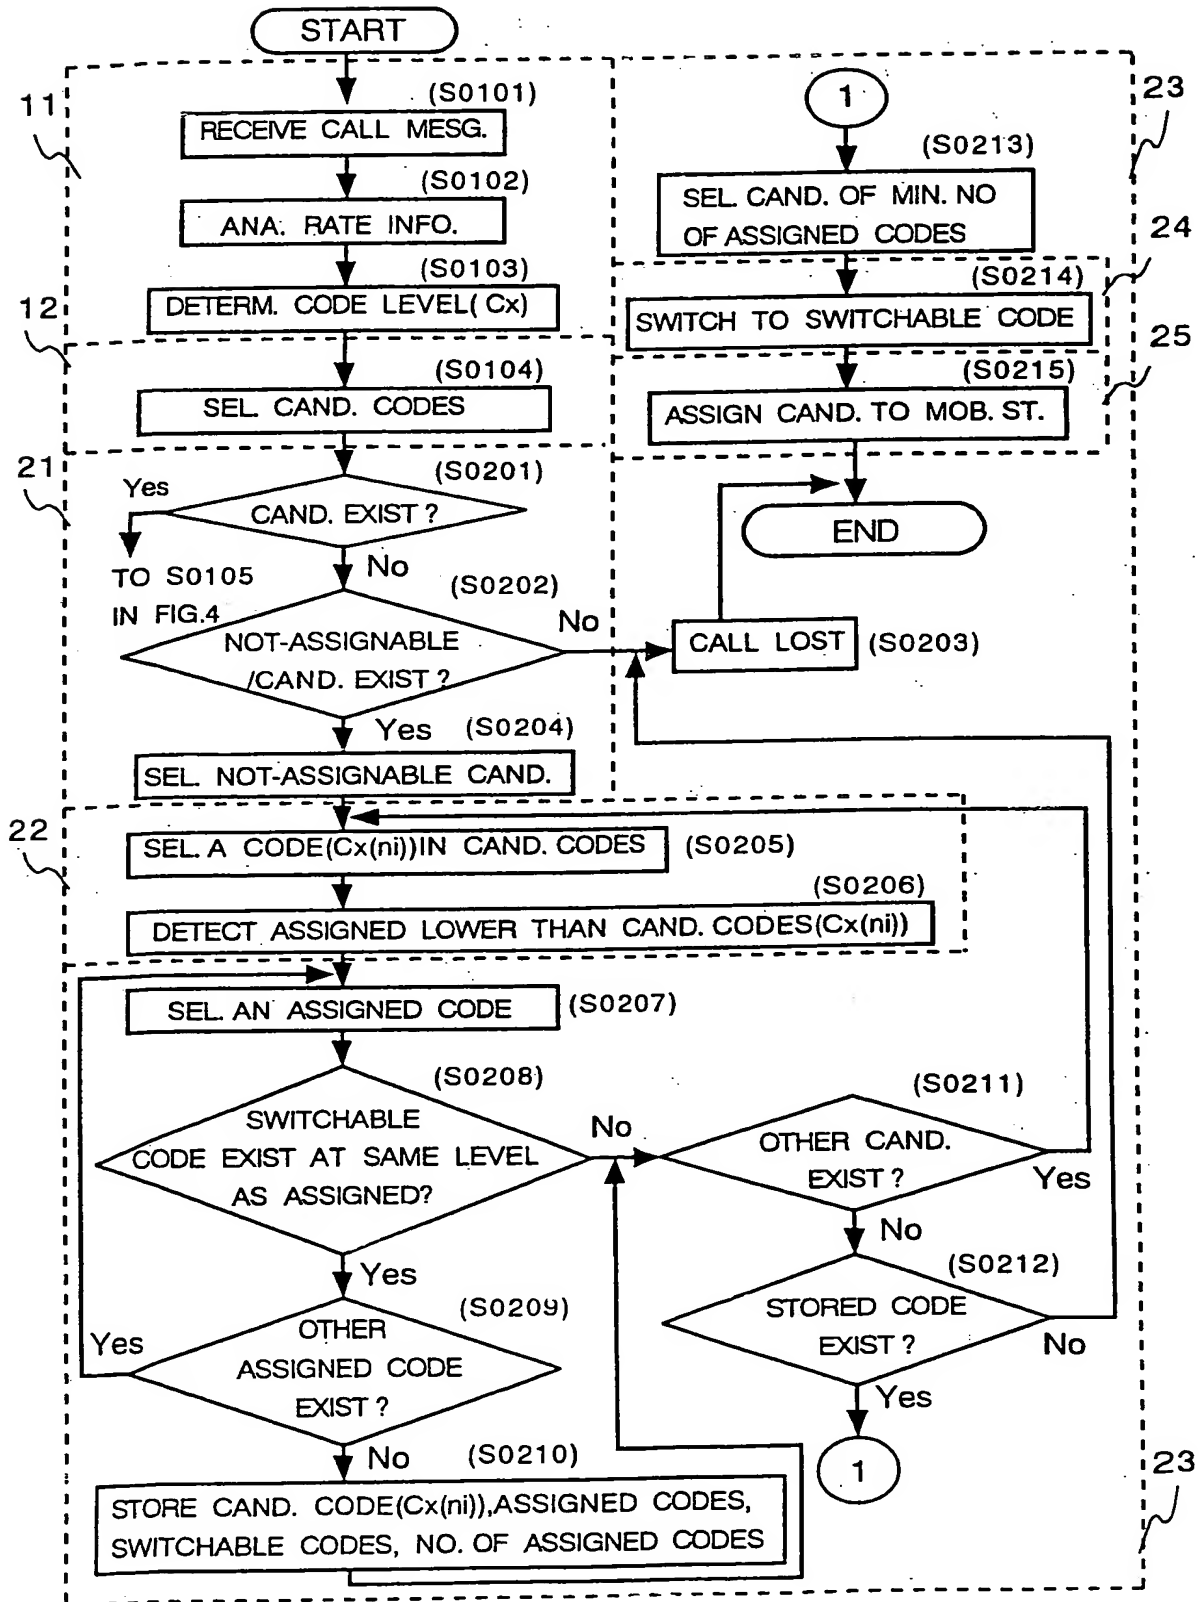 START
11
(S0101)
RECEIVE CALL MESG.
(S0102)
ANA. RATE INFO.
(S0103)
DETERM. CODE LEVEL(Cx)
12
(S0104)
SEL. CAND. CODES
21
(S0201)
Yes
CAND. EXIST?
TO S0105
IN FIG.4
No
(S0202)
NOT-ASSIGNABLE
/CAND. EXIST?
No
CALL LOST
(S0203)
Yes
(S0204)
SEL. NOT-ASSIGNABLE CAND.
22
SEL. A CODE(Cx(ni))IN CAND. CODES
(S0205)
(S0206)
DETECT ASSIGNED LOWER THAN CAND. CODES(Cx(ni))
SEL. AN ASSIGNED CODE
(S0207)
(S0208)
SWITCHABLE
CODE EXIST AT SAME LEVEL
AS ASSIGNED?
No
Yes
(S0209)
OTHER
ASSIGNED CODE
EXIST?
Yes
No
(S0210)
STORE CAND. CODE(Cx(ni)),ASSIGNED CODES,
SWITCHABLE CODES, NO. OF ASSIGNED CODES
(S0211)
OTHER CAND.
EXIST?
Yes
No
(S0212)
STORED CODE
EXIST?
No
Yes
1
23
1
23
(S0213)
SEL. CAND. OF MIN. NO
OF ASSIGNED CODES
24
(S0214)
SWITCH TO SWITCHABLE CODE
25
(S0215)
ASSIGN CAND. TO MOB. ST.
END